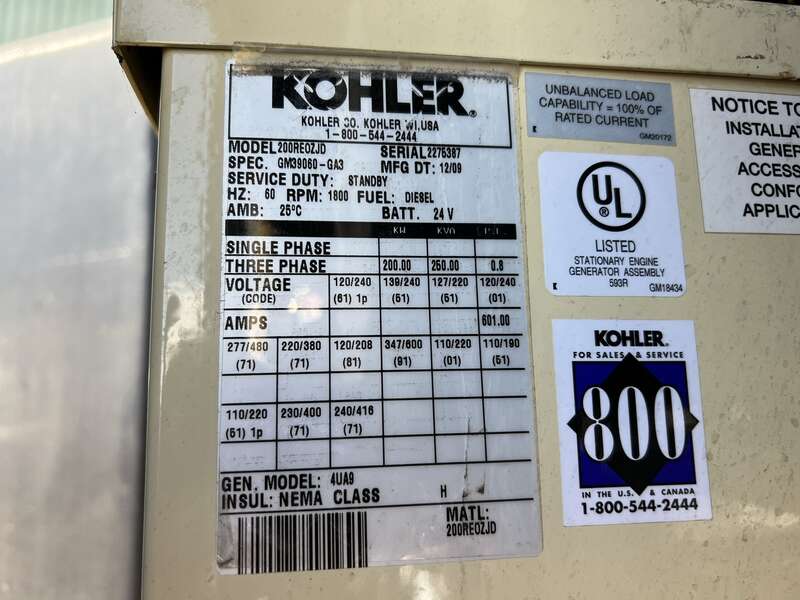 KOHLER®
KOHLER CO. KOHLER WI,USA
1-800-544-2444
MODEL 200REOZJD SERIAL 2275387
SPEC. GM39060-GA3 MFG DT: 12/09
SERVICE DUTY: STANDBY
HZ: 60 RPM: 1800 FUEL: DIESEL
AMB: 25°C BATT. 24 V
KW KVA
SINGLE PHASE
THREE PHASE 200.00 250.00 0.8
VOLTAGE 120/240 139/240 127/220 120/240
(CODE) (61) 1p (51) (51) (01)
AMPS 601.00
277/480 220/380 120/208 347/600 110/220 110/190
(71) (71) (81) (91) (01) (51)
110/220 230/400 240/416
(51) 1p (71) (71)
GEN. MODEL: 4UA9
INSUL: NEMA CLASS H
MATL:
200REOZJD
UNBALANCED LOAD
CAPABILITY = 100% OF
RATED CURRENT
GM20172
UL®
LISTED
STATIONARY ENGINE
GENERATOR ASSEMBLY
593R
GM18434
NOTICE TO
INSTALLA
GENER
ACCESS
CONFO
APPLIC
KOHLER.
FOR SALES & SERVICE
800
IN THE U.S. & CANADA
1-800-544-2444